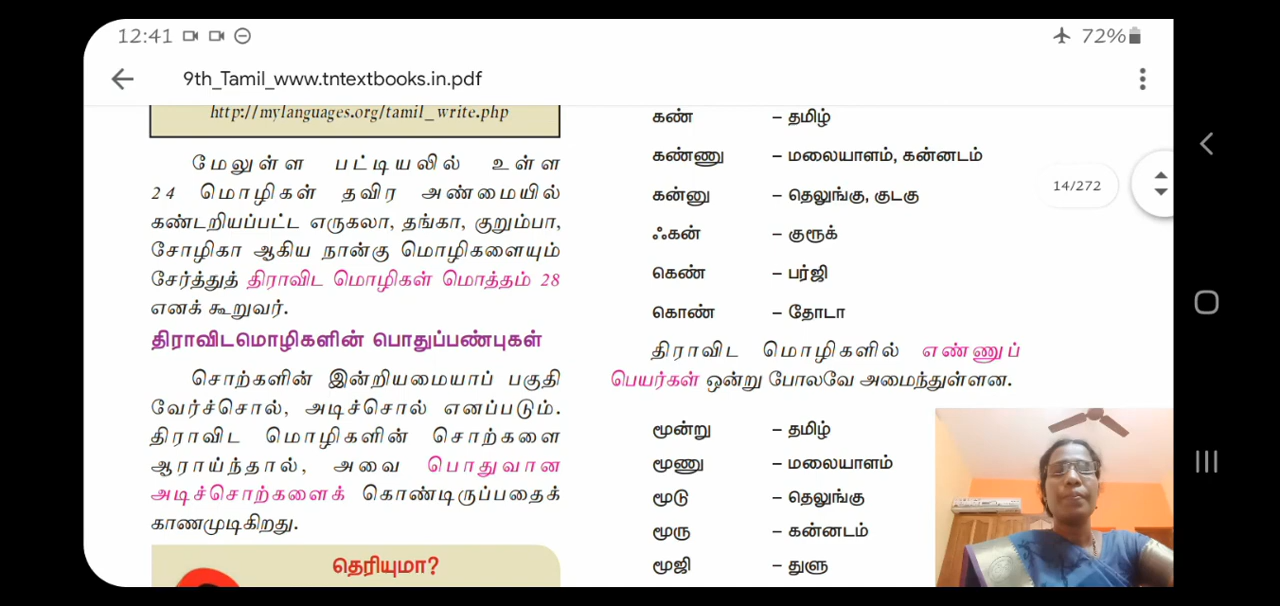 12:41
72%
9th_Tamil_www.tntextbooks.in.pdf
http://mylanguages.org/tamil_write.php
மேலுள்ள பட்டியலில் உள்ள
24 மொழிகள் தவிர அண்மையில்
கண்டறியப்பட்ட எருகலா, தங்கா, குறும்பா,
சோழிகா ஆகிய நான்கு மொழிகளையும்
சேர்த்துத் திராவிட மொழிகள் மொத்தம் 28
எனக் கூறுவர்.
திராவிடமொழிகளின் பொதுப்பண்புகள்
சொற்களின் இன்றியமையாப் பகுதி
வேர்ச்சொல், அடிச்சொல் எனப்படும்.
திராவிட மொழிகளின் சொற்களை
ஆராய்ந்தால், அவை பொதுவான
அடிச்சொற்களைக் கொண்டிருப்பதைக்
காணமுடிகிறது.
தெரியுமா?
கண் – தமிழ்
கண்ணு – மலையாளம், கன்னடம்
கன்னு – தெலுங்கு, குடகு
ஃகன் – குரூக்
கெண் – பர்ஜி
கொண் – தோடா
திராவிட மொழிகளில் எண்ணுப்
பெயர்கள் ஒன்று போலவே அமைந்துள்ளன.
மூன்று – தமிழ்
மூணு – மலையாளம்
மூடு – தெலுங்கு
மூரு – கன்னடம்
மூஜி – துளு
14/272